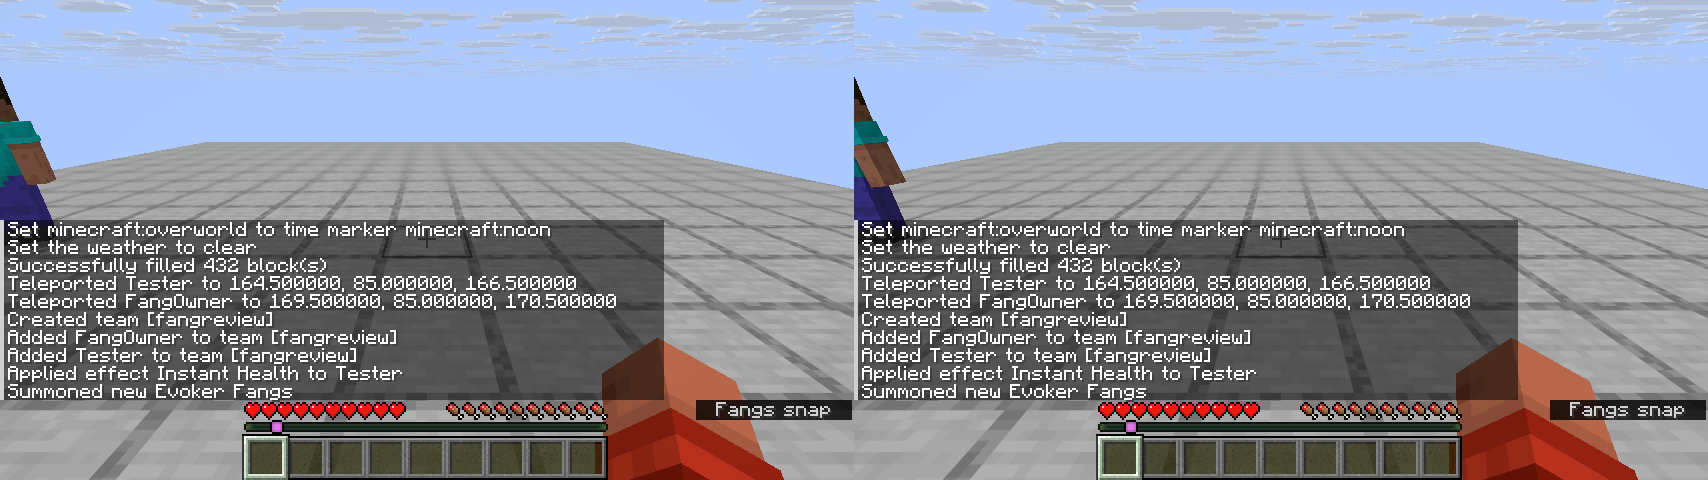 Set minecraft:overworld to time marker minecraft:noon
Set the weather to clear
Successfully filled 432 block(s)
Teleported Tester to 164.500000, 85.000000, 166.500000
Teleported FangOwner to 169.500000, 85.000000, 170.500000
Created team [fangreview]
Added FangOwner to team [fangreview]
Added Tester to team [fangreview]
Applied effect Instant Health to Tester
Summoned new Evoker Fangs
Fangs snap
Set minecraft:overworld to time marker minecraft:noon
Set the weather to clear
Successfully filled 432 block(s)
Teleported Tester to 164.500000, 85.000000, 166.500000
Teleported FangOwner to 169.500000, 85.000000, 170.500000
Created team [fangreview]
Added FangOwner to team [fangreview]
Added Tester to team [fangreview]
Applied effect Instant Health to Tester
Summoned new Evoker Fangs
Fangs snap